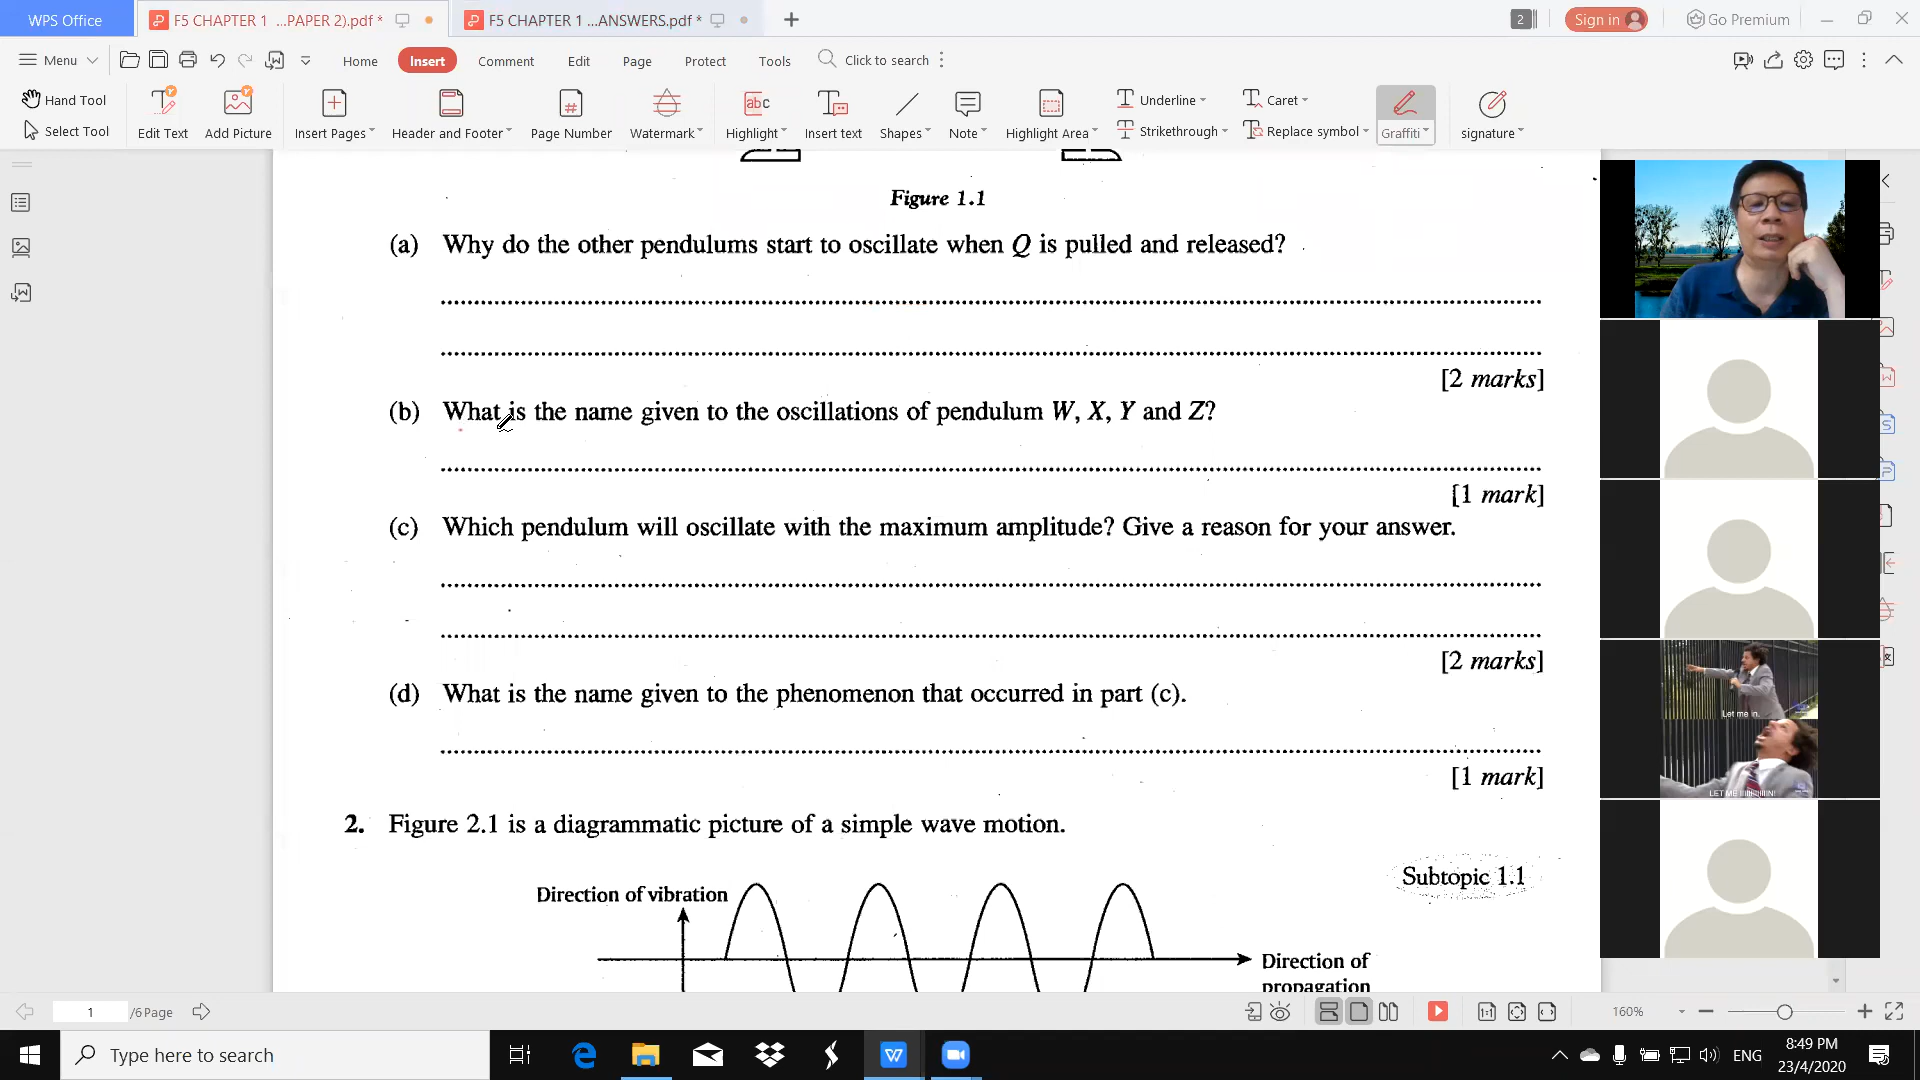 WPS Office
F5 CHAPTER 1 ...PAPER 2).pdf *
F5 CHAPTER 1 ...ANSWERS.pdf *
2
Sign in
Go Premium
Menu
Home
Insert
Comment
Edit
Page
Protect
Tools
Click to search
Hand Tool
Select Tool
Edit Text
Add Picture
Insert Pages
Header and Footer
Page Number
Watermark
Highlight
Insert text
Shapes
Note
Highlight Area
Underline
Strikethrough
Caret
Replace symbol
Graffiti
signature
Figure 1.1
(a) Why do the other pendulums start to oscillate when Q is pulled and released?
[2 marks]
(b) What is the name given to the oscillations of pendulum W, X, Y and Z?
[1 mark]
(c) Which pendulum will oscillate with the maximum amplitude? Give a reason for your answer.
[2 marks]
(d) What is the name given to the phenomenon that occurred in part (c).
[1 mark]
2. Figure 2.1 is a diagrammatic picture of a simple wave motion.
Subtopic 1.1
Direction of vibration
Direction of
propagation
Let me in.
1
/6Page
160%
Type here to search
ENG
8:49 PM
23/4/2020